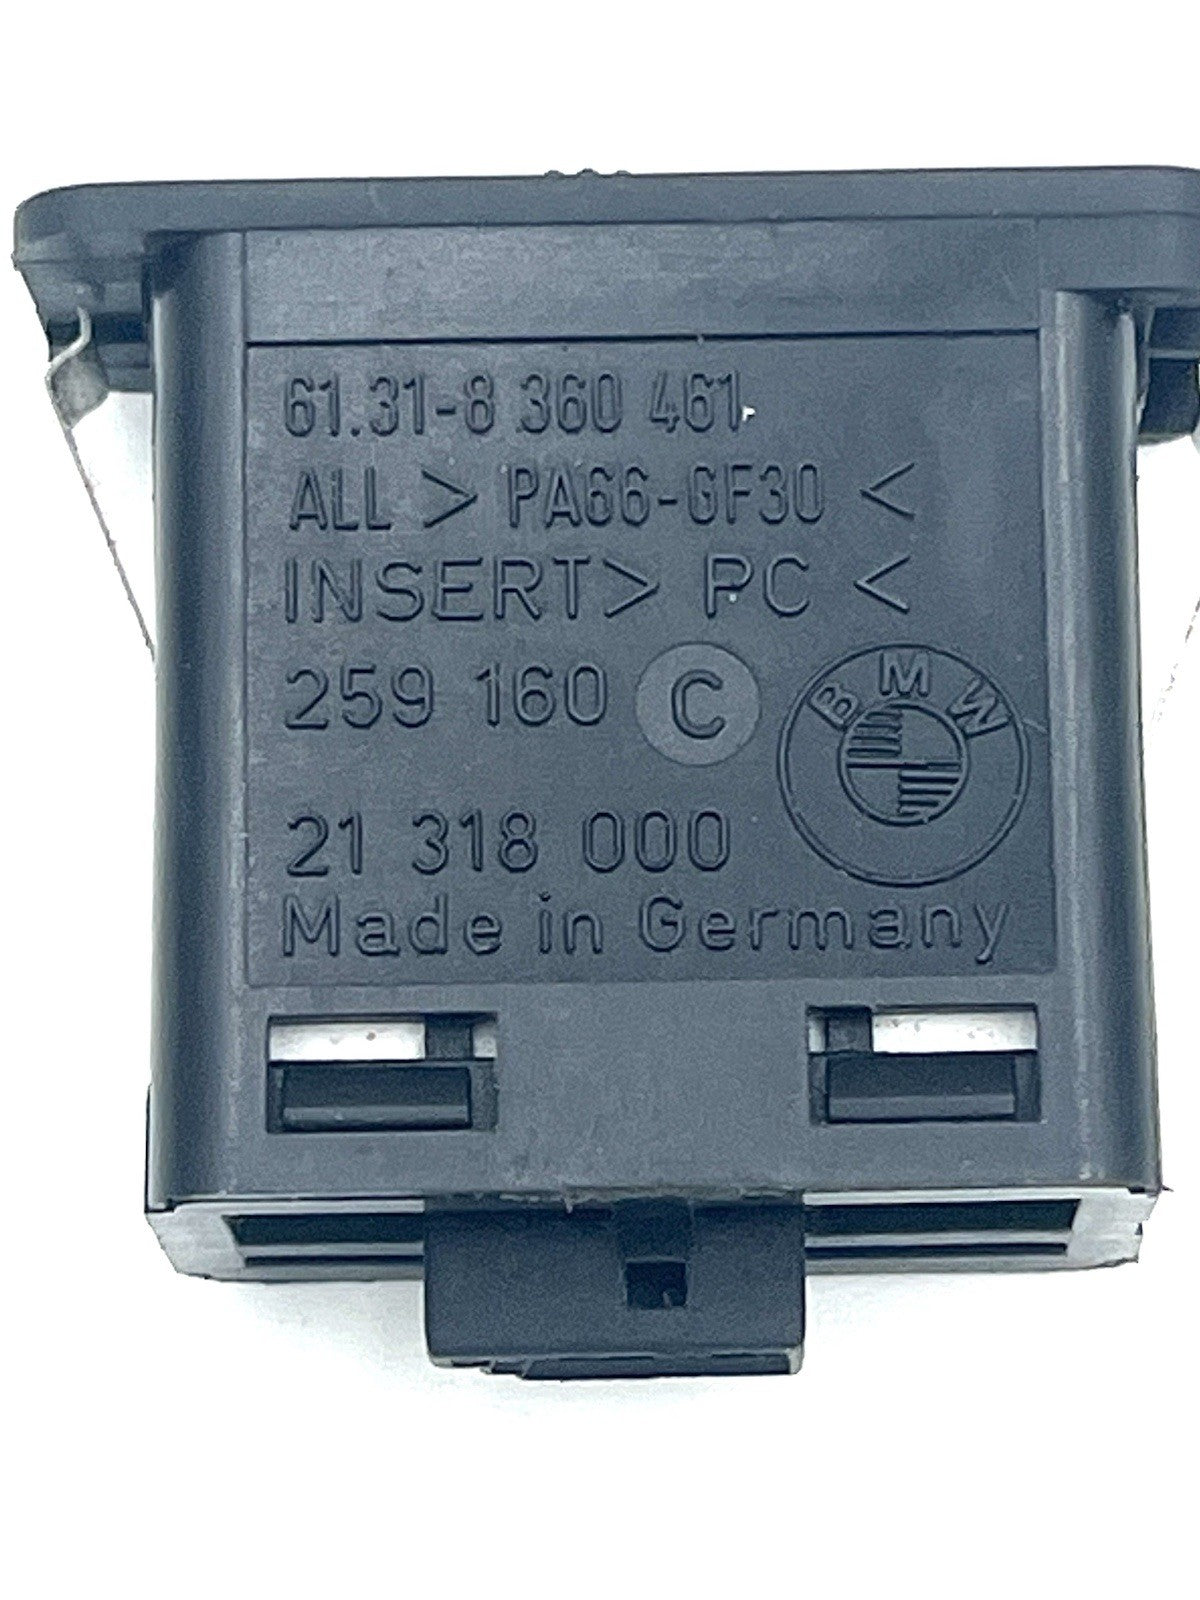 61.31-8 360 461
ALL > PA66-GF30 <
INSERT> PC <
259 160 C
BMW
21 318 000
Made in Germany